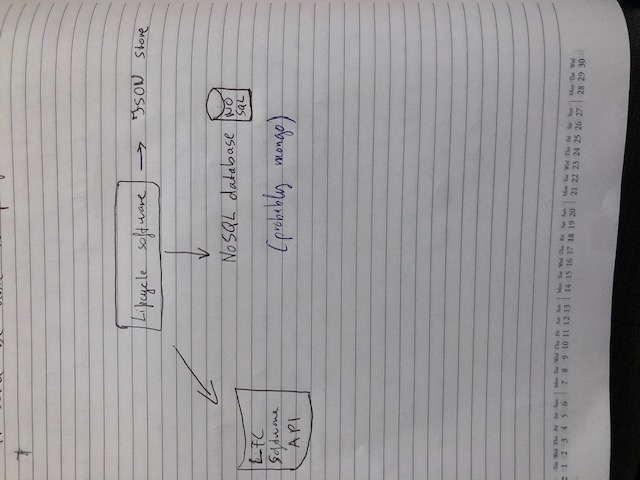 be
Lifcycle software → JSON store
NoSQL database
NO
SQL
(probably mongo)
LFC
Software
API
Tue Wed Thu Fri Sat Sun Mon Tue Wed Thu Fri Sat Sun Mon Tue Wed Thu Fri Sat Sun Mon Tue Wed Thu Fri Sat Sun Mon Tue Wed
1 2 3 4 5 6 7 8 9 10 11 12 13 14 15 16 17 18 19 20 21 22 23 24 25 26 27 28 29 30